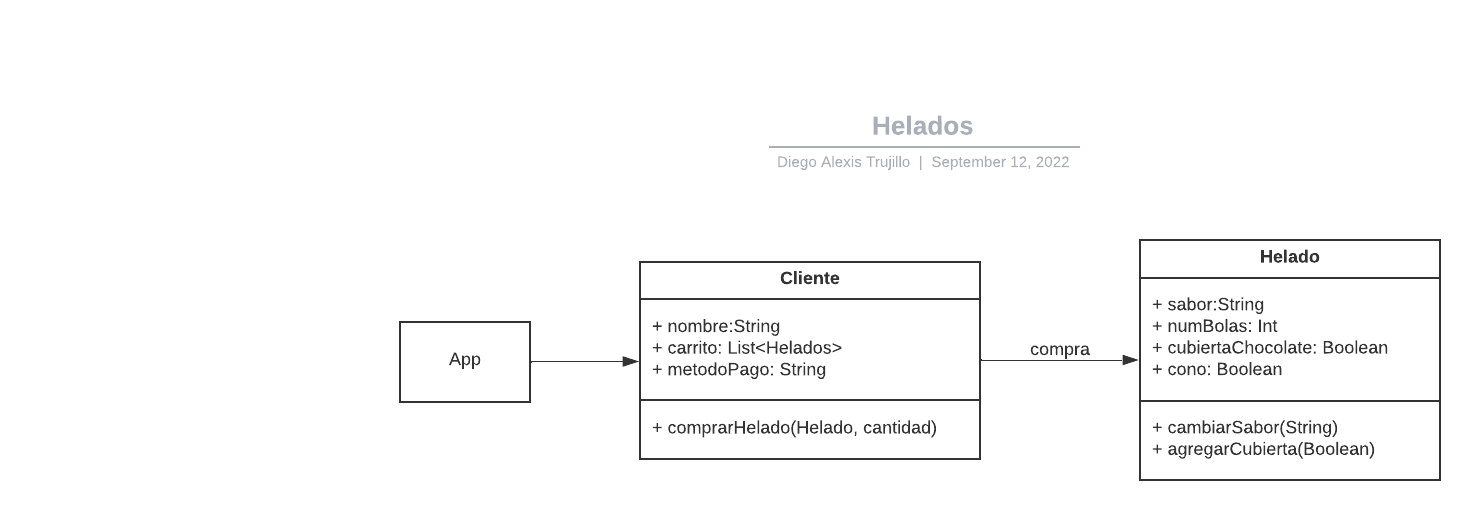 Helados
Diego Alexis Trujillo | September 12, 2022
App
Cliente
+ nombre:String
+ carrito: List<Helados>
+ metodoPago: String
+ comprarHelado(Helado, cantidad)
compra
Helado
+ sabor:String
+ numBolas: Int
+ cubiertaChocolate: Boolean
+ cono: Boolean
+ cambiarSabor(String)
+ agregarCubierta(Boolean)